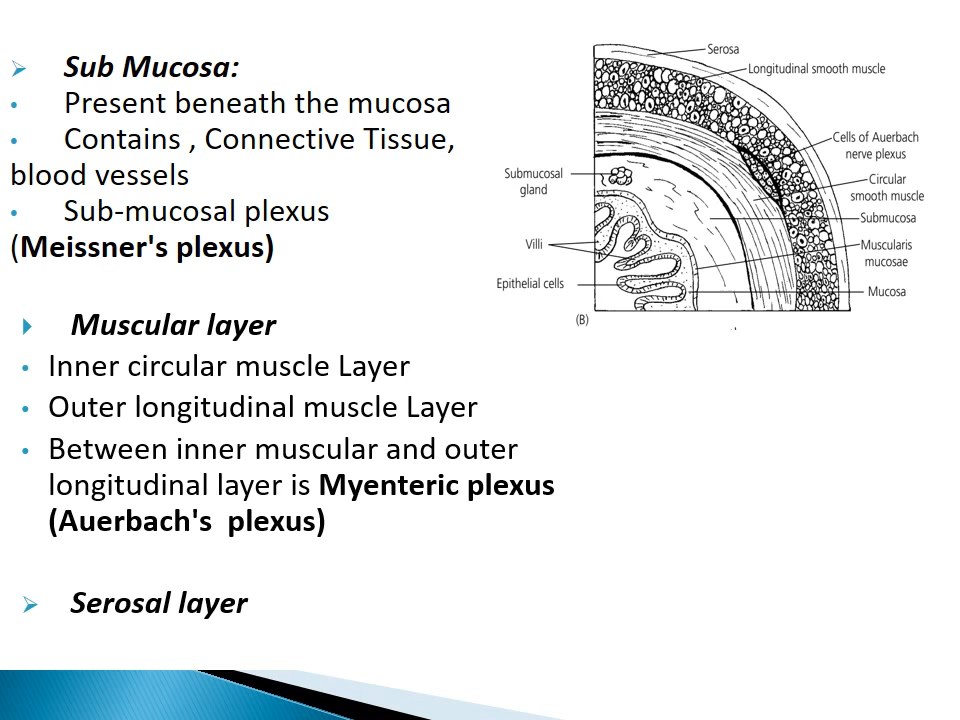 Sub Mucosa:
Present beneath the mucosa
Contains , Connective Tissue,
blood vessels
Sub-mucosal plexus
(Meissner's plexus)
Muscular layer
Inner circular muscle Layer
Outer longitudinal muscle Layer
Between inner muscular and outer
longitudinal layer is Myenteric plexus
(Auerbach's  plexus)
Serosal layer
Serosa
Longitudinal smooth muscle
Cells of Auerbach
nerve plexus
Circular
smooth muscle
Submucosa
Muscularis
mucosae
Mucosa
Submucosal
gland
Villi
Epithelial cells
(B)